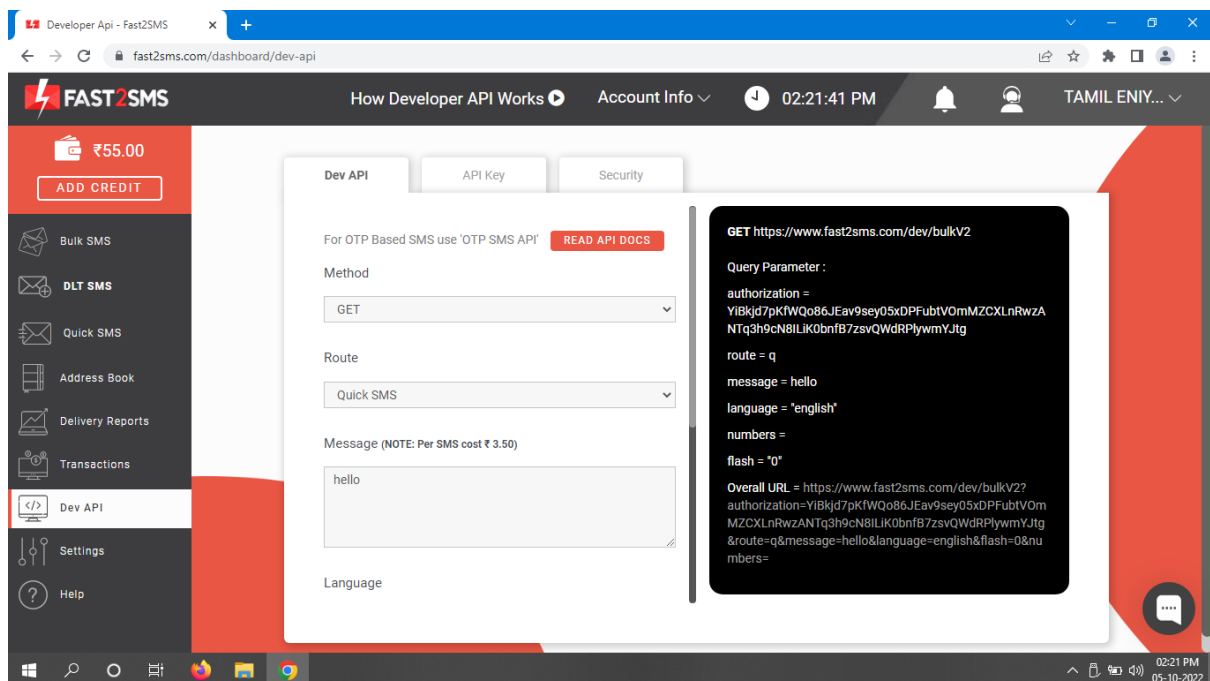 Developer Api - Fast2SMS
fast2sms.com/dashboard/dev-api
FAST2SMS
How Developer API Works
Account Info
02:21:41 PM
TAMIL ENIY...
₹55.00
ADD CREDIT
Bulk SMS
DLT SMS
Quick SMS
Address Book
Delivery Reports
Transactions
Dev API
Settings
Help
Dev API
API Key
Security
For OTP Based SMS use 'OTP SMS API'
READ API DOCS
Method
GET
Route
Quick SMS
Message (NOTE: Per SMS cost ₹ 3.50)
hello
Language
GET https://www.fast2sms.com/dev/bulkV2
Query Parameter :
authorization =
YiBkjd7pKfWQo86JEav9sey05xDPFubtVOmMZCXLnRwzA
NTq3h9cN8ILiK0bnfB7zsvQWdRPlywmYJtg
route = q
message = hello
language = "english"
numbers =
flash = "0"
Overall URL = https://www.fast2sms.com/dev/bulkV2?
authorization=YiBkjd7pKfWQo86JEav9sey05xDPFubtVOm
MZCXLnRwzANTq3h9cN8ILiK0bnfB7zsvQWdRPlywmYJtg
&route=q&message=hello&language=english&flash=0&nu
mbers=
02:21 PM
05-10-2022